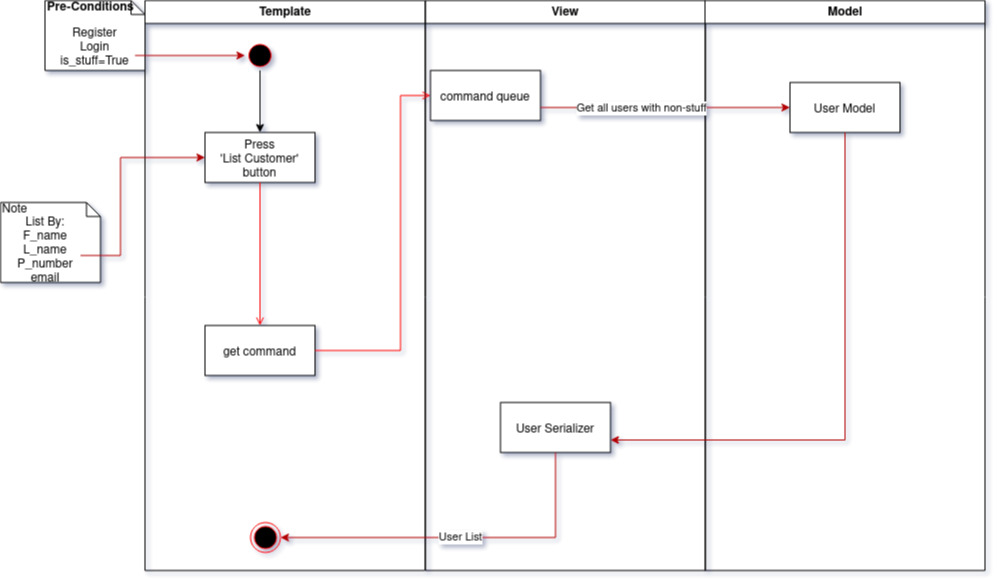 Pre-Conditions
Register
Login
is_stuff=True
Template
View
Model
command queue
Get all users with non-stuff
User Model
Press
'List Customer'
button
Note
List By:
F_name
L_name
P_number
email
get command
User Serializer
User List